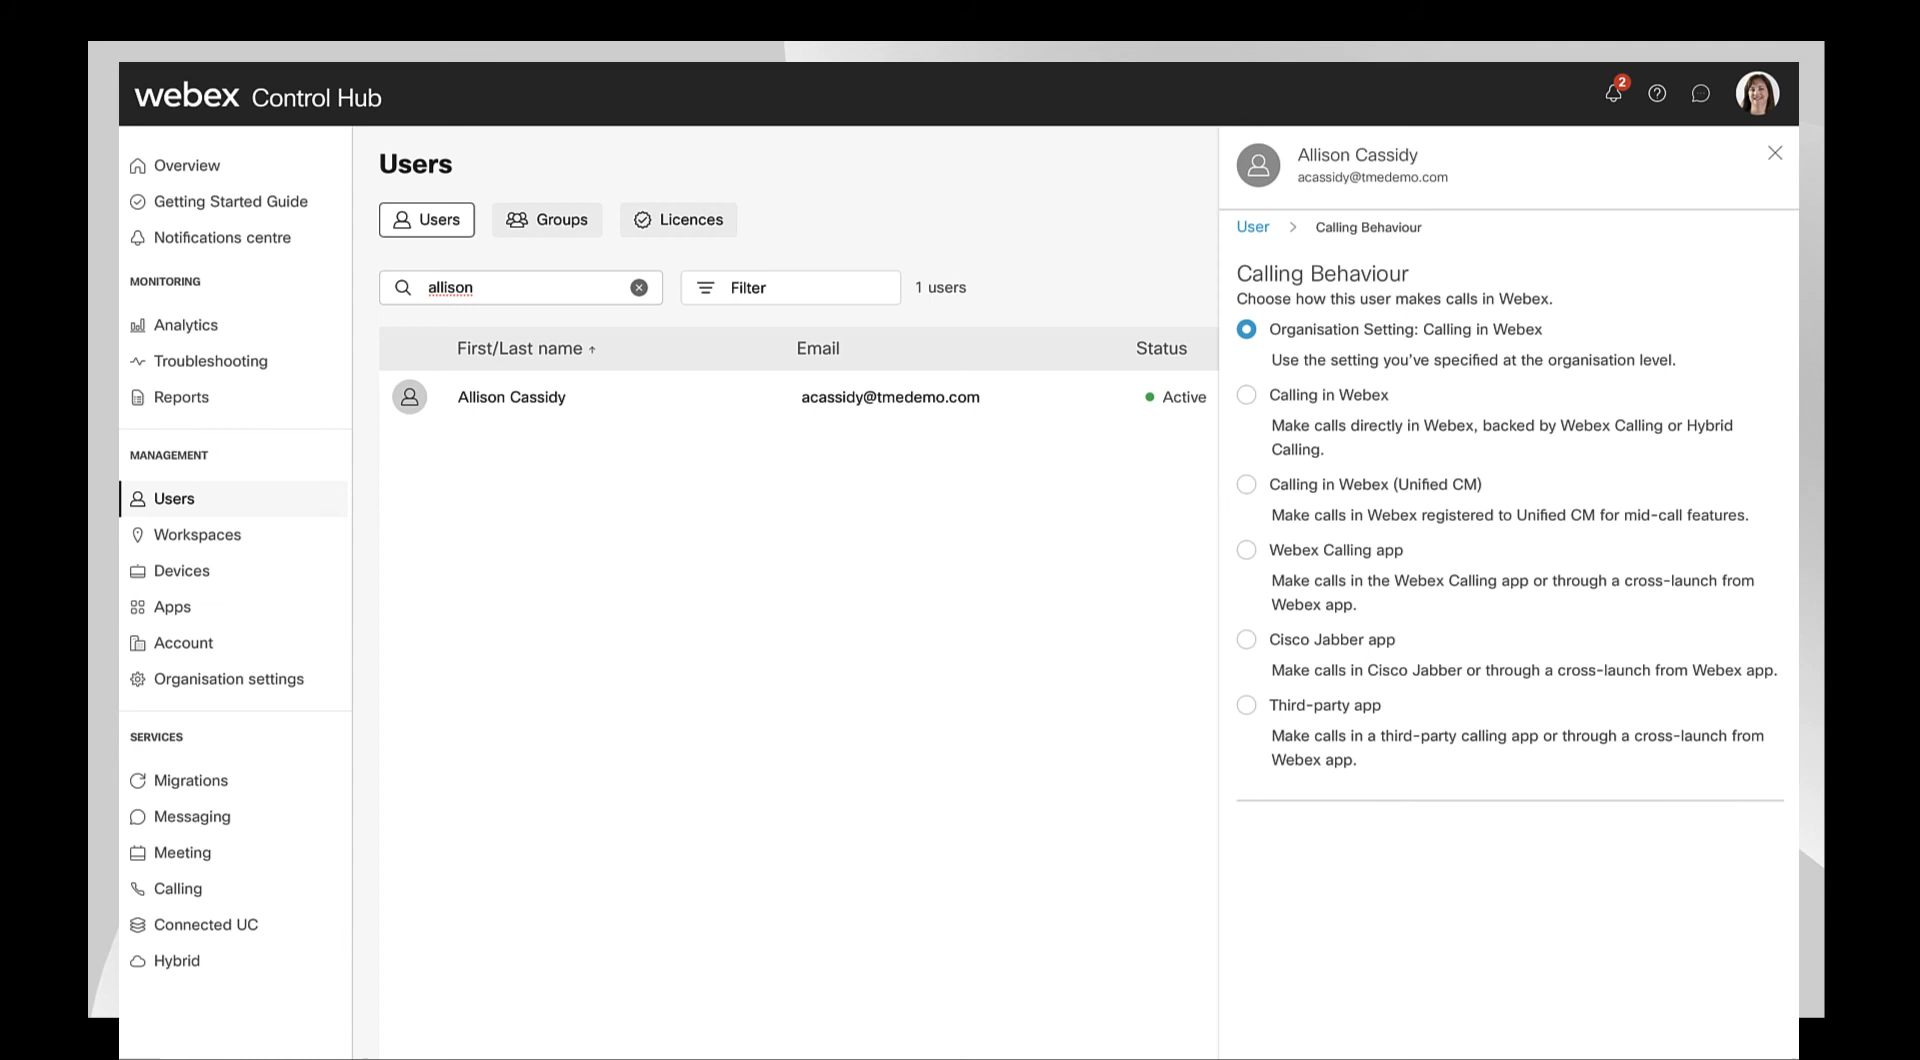 webex Control Hub
2
Overview
Getting Started Guide
Notifications centre
MONITORING
Analytics
Troubleshooting
Reports
MANAGEMENT
Users
Workspaces
Devices
Apps
Account
Organisation settings
SERVICES
Migrations
Messaging
Meeting
Calling
Connected UC
Hybrid
Users
Users Groups Licences
allison Filter 1 users
First/Last name ↑ Email Status
Allison Cassidy acassidy@tmedemo.com Active
Allison Cassidy
acassidy@tmedemo.com
User > Calling Behaviour
Calling Behaviour
Choose how this user makes calls in Webex.
Organisation Setting: Calling in Webex
Use the setting you've specified at the organisation level.
Calling in Webex
Make calls directly in Webex, backed by Webex Calling or Hybrid
Calling.
Calling in Webex (Unified CM)
Make calls in Webex registered to Unified CM for mid-call features.
Webex Calling app
Make calls in the Webex Calling app or through a cross-launch from
Webex app.
Cisco Jabber app
Make calls in Cisco Jabber or through a cross-launch from Webex app.
Third-party app
Make calls in a third-party calling app or through a cross-launch from
Webex app.